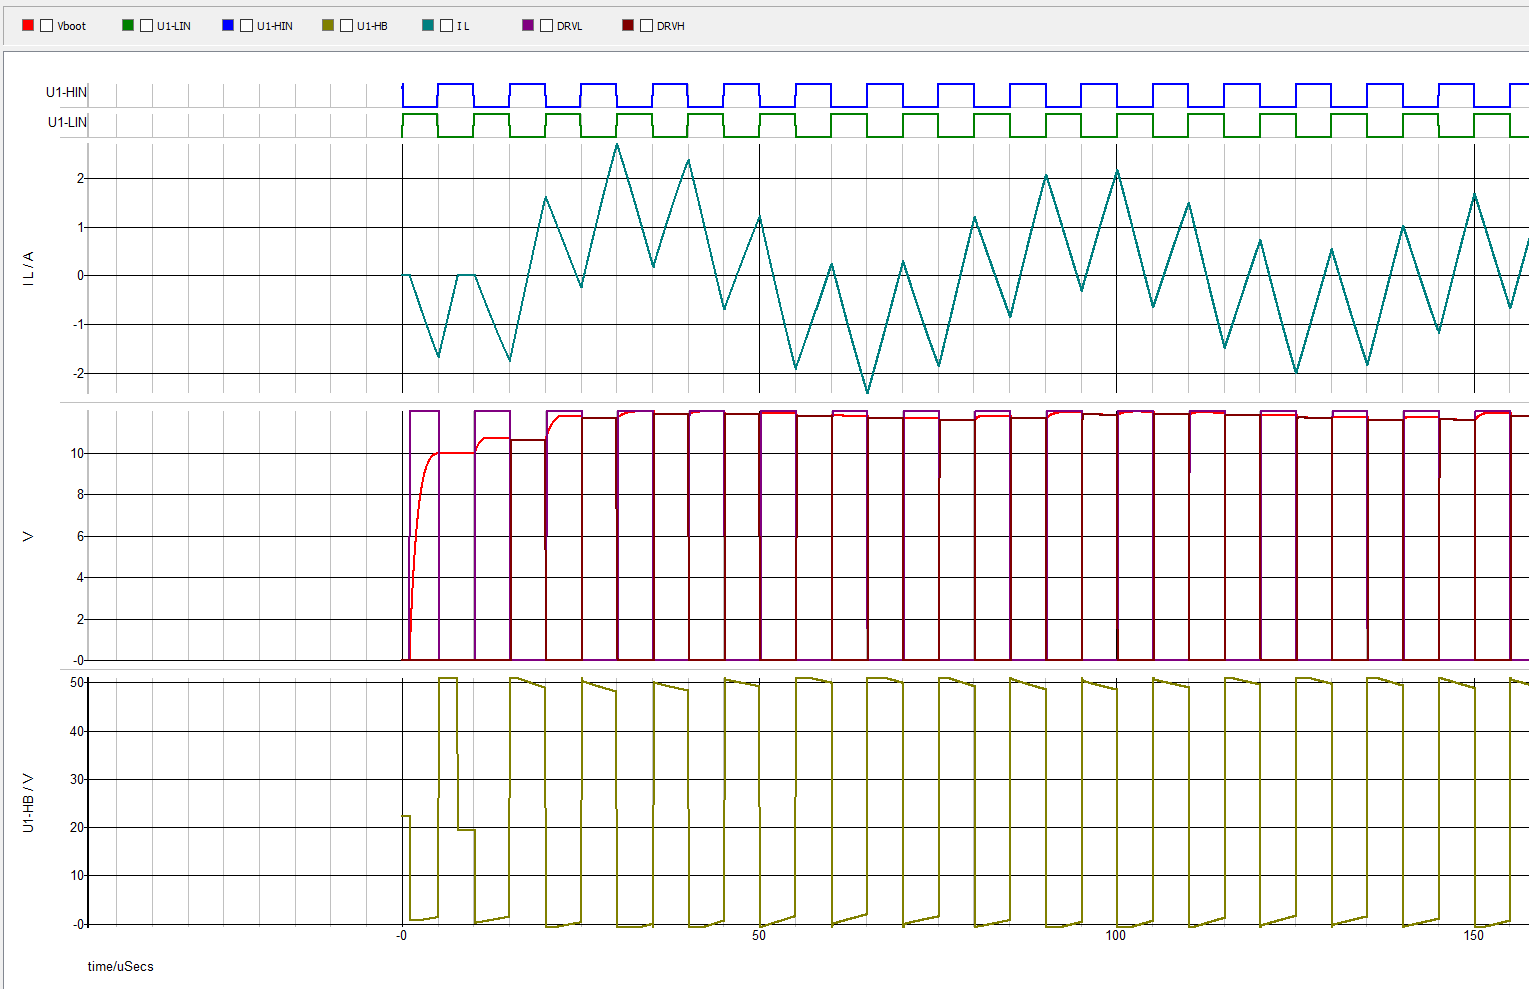 Vboot U1-LIN U1-HIN U1-HB I L DRVL DRVH
U1-HIN
U1-LIN
2
1
0
-1
-2
I L / A
10
8
6
4
2
-0
V
50
40
30
20
10
-0
U1-HB / V
-0 50 100 150
time/uSecs